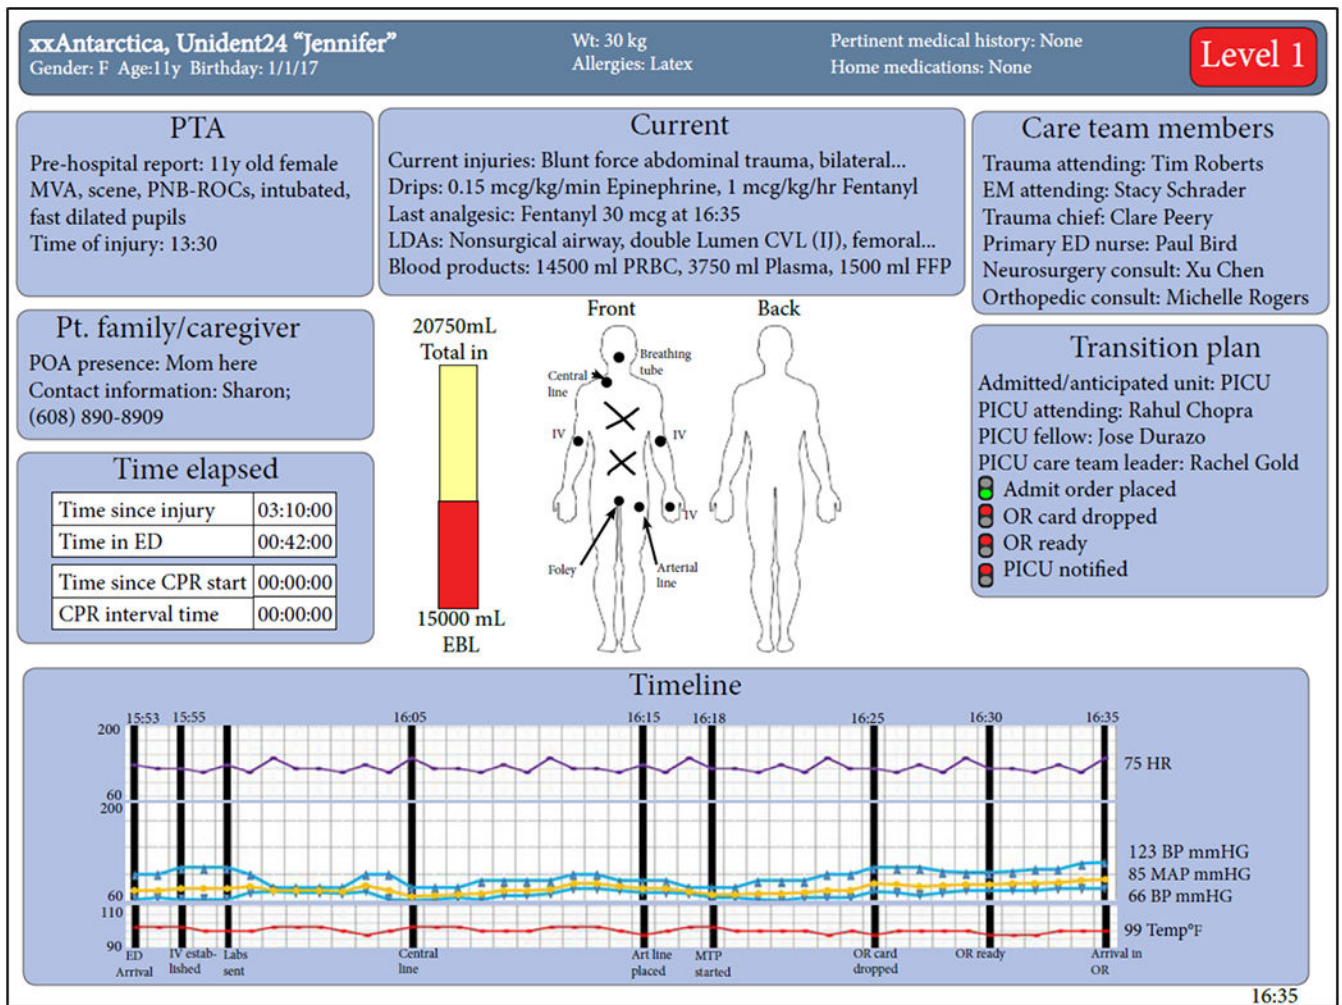 xxAntarctica, Unident24 “Jennifer”
Gender: F Age:11y Birthday: 1/1/17
Wt: 30 kg
Allergies: Latex
Pertinent medical history: None
Home medications: None
Level 1
PTA
Pre-hospital report: 11y old female
MVA, scene, PNB-ROCs, intubated,
fast dilated pupils
Time of injury: 13:30
Current
Current injuries: Blunt force abdominal trauma, bilateral...
Drips: 0.15 mcg/kg/min Epinephrine, 1 mcg/kg/hr Fentanyl
Last analgesic: Fentanyl 30 mcg at 16:35
LDAs: Nonsurgical airway, double Lumen CVL (IJ), femoral...
Blood products: 14500 ml PRBC, 3750 ml Plasma, 1500 ml FFP
Care team members
Trauma attending: Tim Roberts
EM attending: Stacy Schrader
Trauma chief: Clare Peery
Primary ED nurse: Paul Bird
Neurosurgery consult: Xu Chen
Orthopedic consult: Michelle Rogers
Pt. family/caregiver
POA presence: Mom here
Contact information: Sharon;
(608) 890-8909
Time elapsed
Time since injury 03:10:00
Time in ED 00:42:00
Time since CPR start 00:00:00
CPR interval time 00:00:00
20750mL
Total in
15000 mL
EBL
Front
Back
Breathing
tube
Central
line
IV
IV
IV
Foley
Arterial
line
Transition plan
Admitted/anticipated unit: PICU
PICU attending: Rahul Chopra
PICU fellow: Jose Durazo
PICU care team leader: Rachel Gold
Admit order placed
OR card dropped
OR ready
PICU notified
Timeline
15:53 15:55 16:05 16:15 16:18 16:25 16:30 16:35
200
60
200
60
110
90
75 HR
123 BP mmHG
85 MAP mmHG
66 BP mmHG
99 Temp°F
ED
Arrival
IV estab-
lished
Labs
sent
Central
line
Art line
placed
MTP
started
OR card
dropped
OR ready
Arrival in
OR
16:35